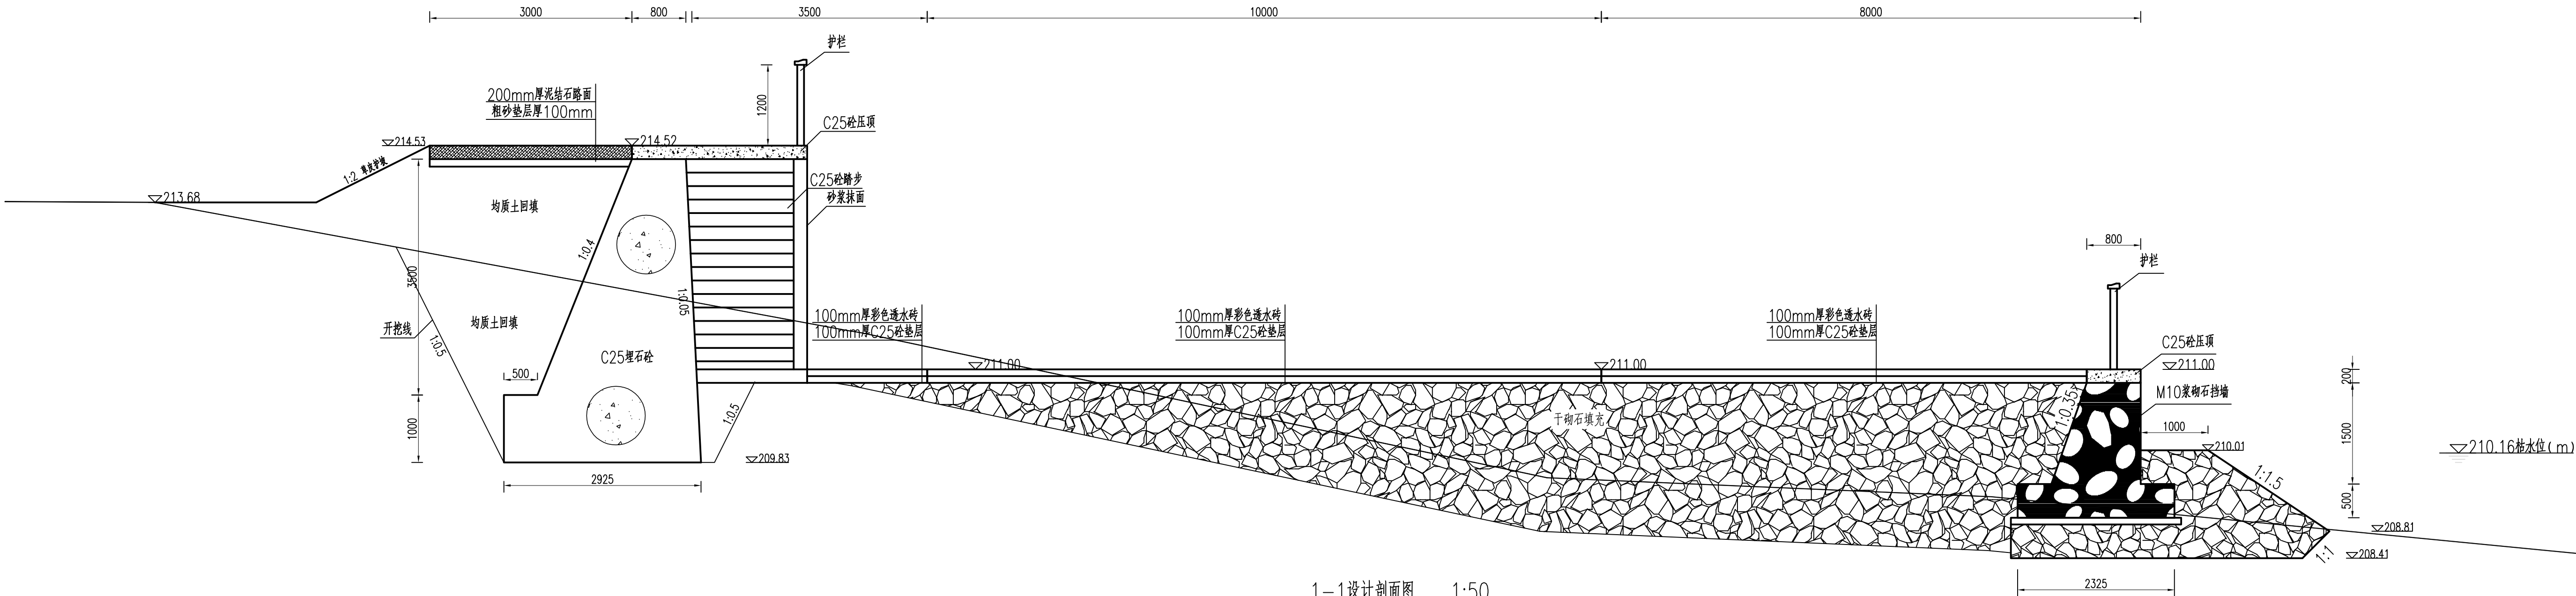 3000
800
3500
10000
8000
护栏
1200
200mm厚泥结石路面
粗砂垫层厚100mm
C25砼压顶
▽214.53
▽214.52
1:2 草皮护坡
C25砼踏步
砂浆抹面
▽213.68
均质土回填
1:0.4
800
护栏
3500
1:0.05
开挖线
均质土回填
1:0.5
100mm厚彩色透水砖
100mm厚C25砼垫层
100mm厚彩色透水砖
100mm厚C25砼垫层
100mm厚彩色透水砖
100mm厚C25砼垫层
C25砼压顶
C25埋石砼
▽211.00
▽211.00
▽211.00
500
200
M10浆砌石挡墙
1:0.35
1:0.5
干砌石填充
1000
1000
1500
▽210.01
▽210.16枯水位(m)
▽209.83
1:1.5
2925
500
▽208.81
1:1
▽208.41
2325
1-1设计剖面图 1:50